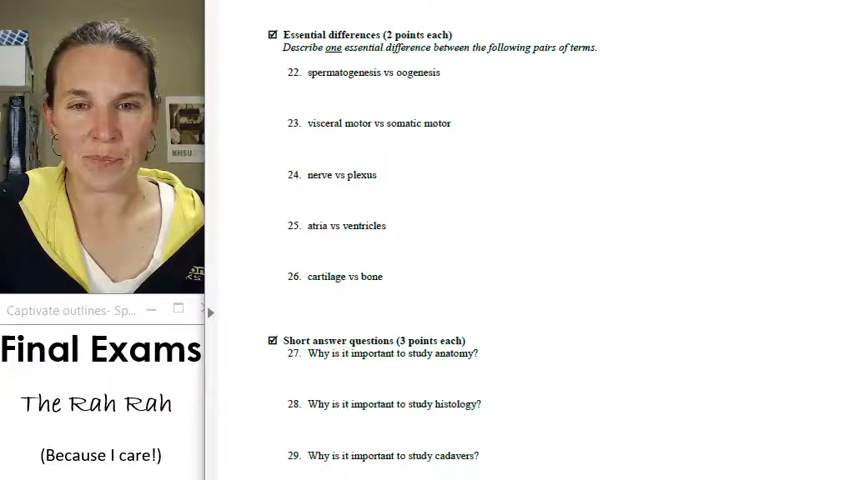 ☑ Essential differences (2 points each)
Describe one essential difference between the following pairs of terms.
22. spermatogenesis vs oogenesis
23. visceral motor vs somatic motor
24. nerve vs plexus
25. atria vs ventricles
26. cartilage vs bone
☑ Short answer questions (3 points each)
27. Why is it important to study anatomy?
28. Why is it important to study histology?
29. Why is it important to study cadavers?
NHSU
Captivate outlines- Sp...
Final Exams
The Rah Rah
(Because I care!)